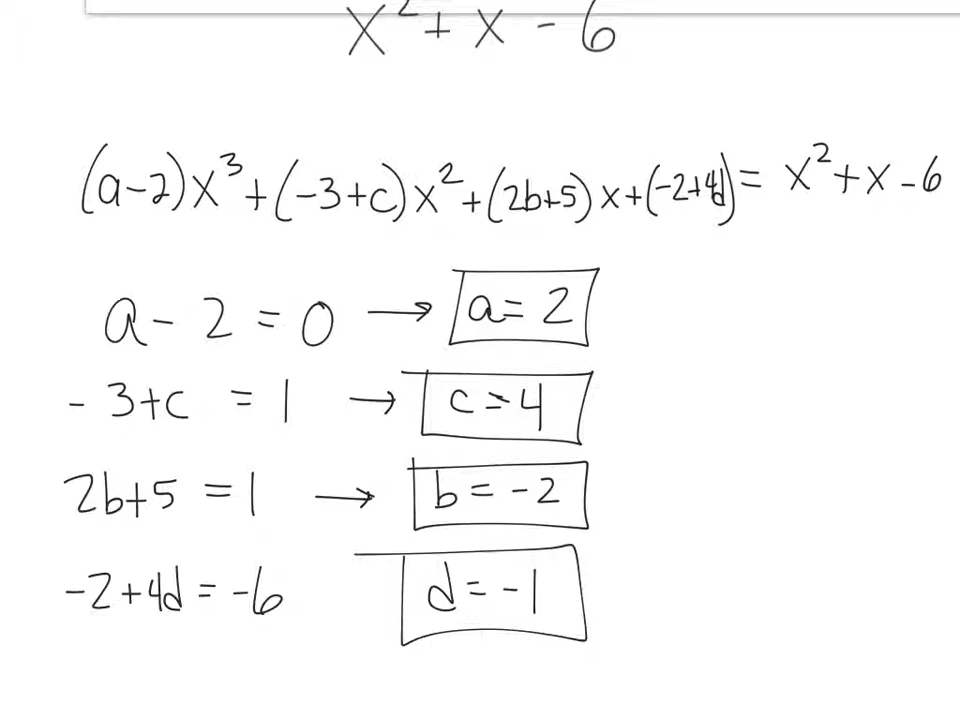 x² + x - 6
(a-2)x³+(-3+c)x²+(2b+5)x+(-2+4d)= x²+x-6
a - 2 = 0 → a= 2
- 3+c = 1 → c=4
2b+5 = 1 → b= -2
-2+4d = -6 d= -1